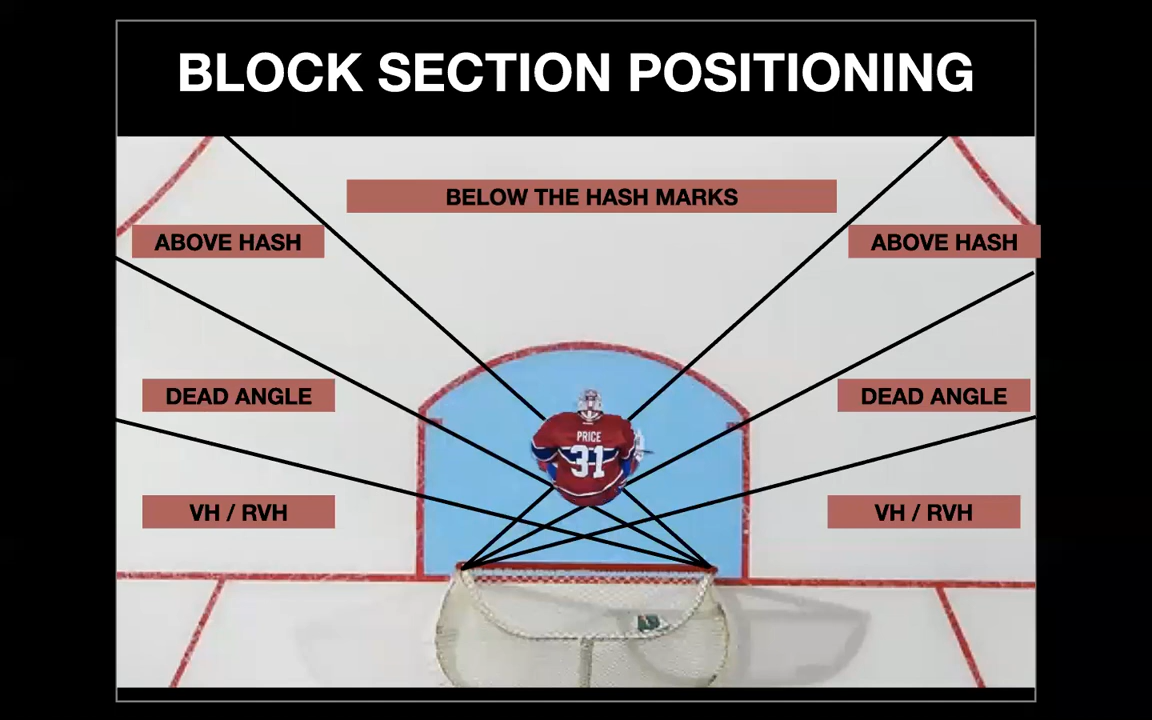 BLOCK SECTION POSITIONING
BELOW THE HASH MARKS
ABOVE HASH
ABOVE HASH
DEAD ANGLE
DEAD ANGLE
PRICE
31
VH / RVH
VH / RVH